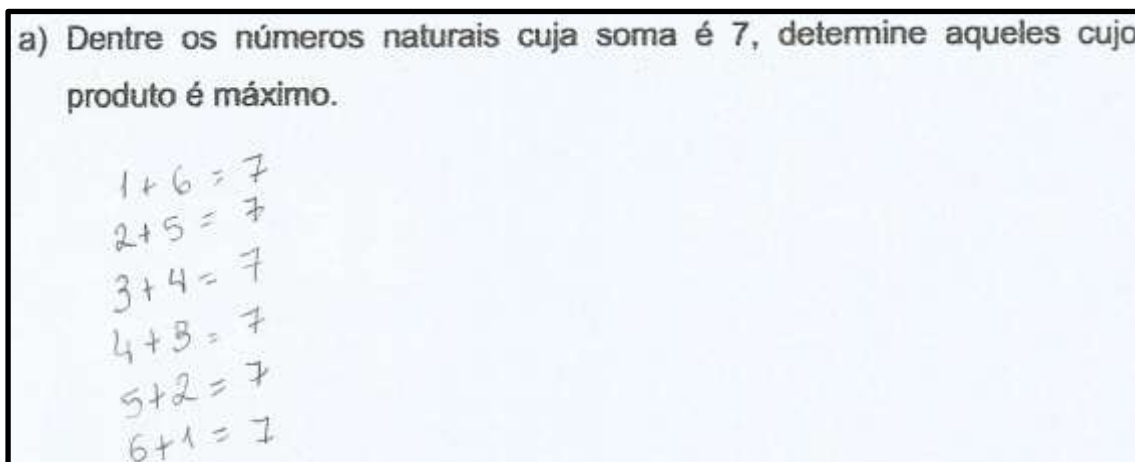 a) Dentre os números naturais cuja soma é 7, determine aqueles cujo
produto é máximo.
1 + 6 = 7
2 + 5 = 7
3 + 4 = 7
4 + 3 = 7
5 + 2 = 7
6 + 1 = 7